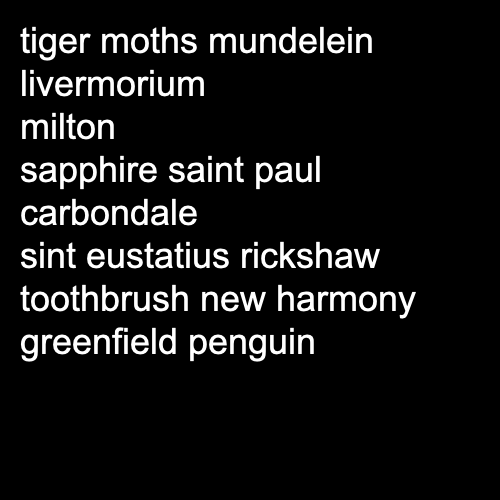 tiger moths mundelein
livermorium
milton
sapphire saint paul
carbondale
sint eustatius rickshaw
toothbrush new harmony
greenfield penguin